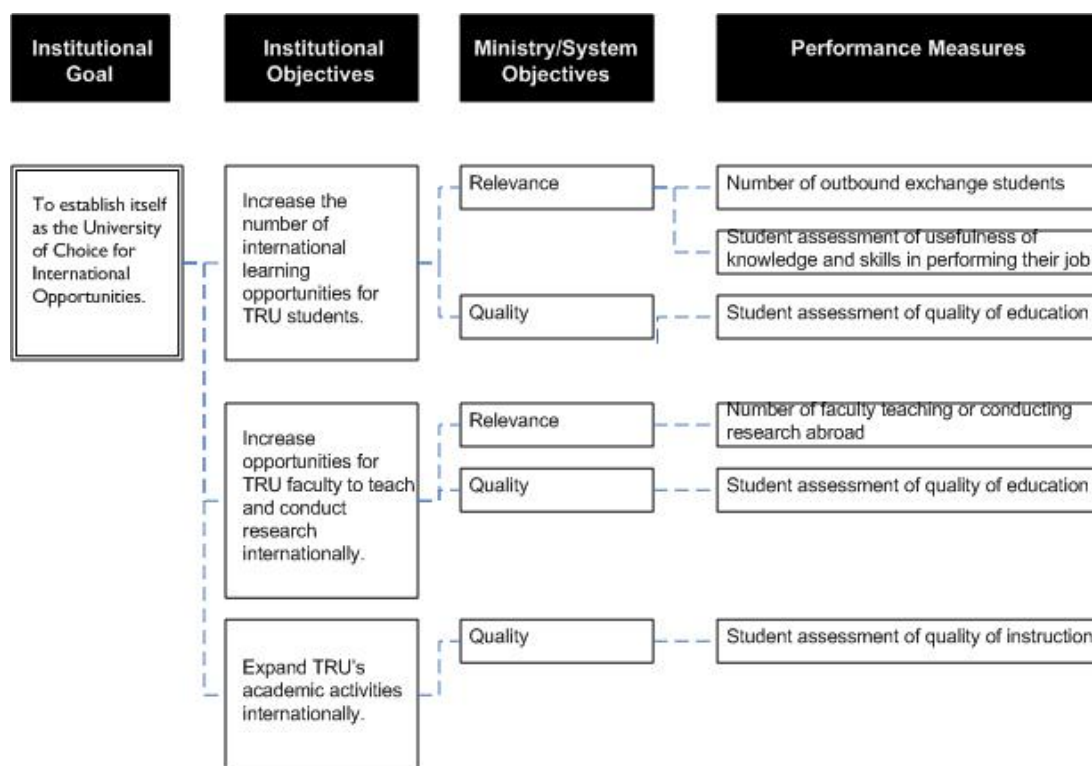 Institutional
Goal
Institutional
Objectives
Ministry/System
Objectives
Performance Measures
To establish itself
as the University
of Choice for
International
Opportunities.
Increase the
number of
international
learning
opportunities for
TRU students.
Relevance
Number of outbound exchange students
Student assessment of usefulness of
knowledge and skills in performing their job
Quality
Student assessment of quality of education
Increase
opportunities for
TRU faculty to teach
and conduct
research
internationally.
Relevance
Number of faculty teaching or conducting
research abroad
Quality
Student assessment of quality of education
Expand TRU's
academic activities
internationally.
Quality
Student assessment of quality of instruction